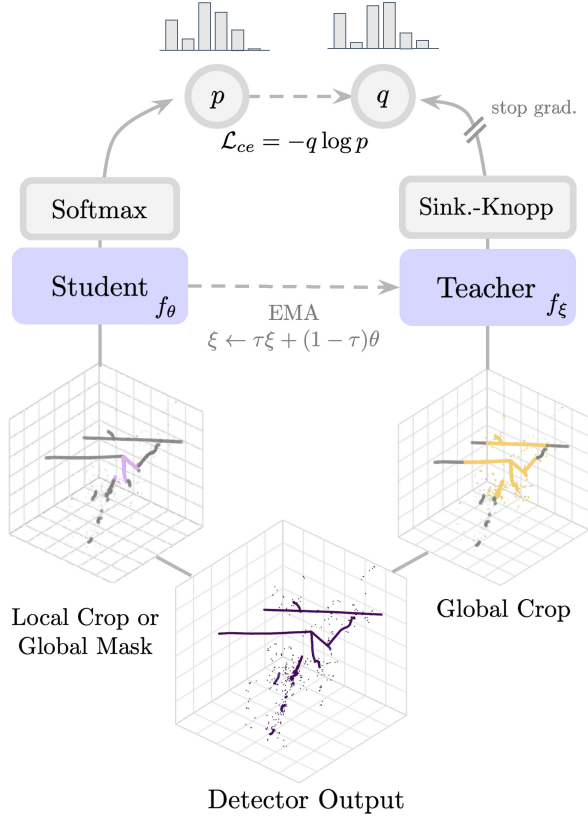 p
q
stop grad.
ℒ_ce = −q log p
Softmax
Sink.-Knopp
Student f_θ
Teacher f_ξ
EMA
ξ ← τξ + (1 − τ)θ
Local Crop or
Global Mask
Global Crop
Detector Output